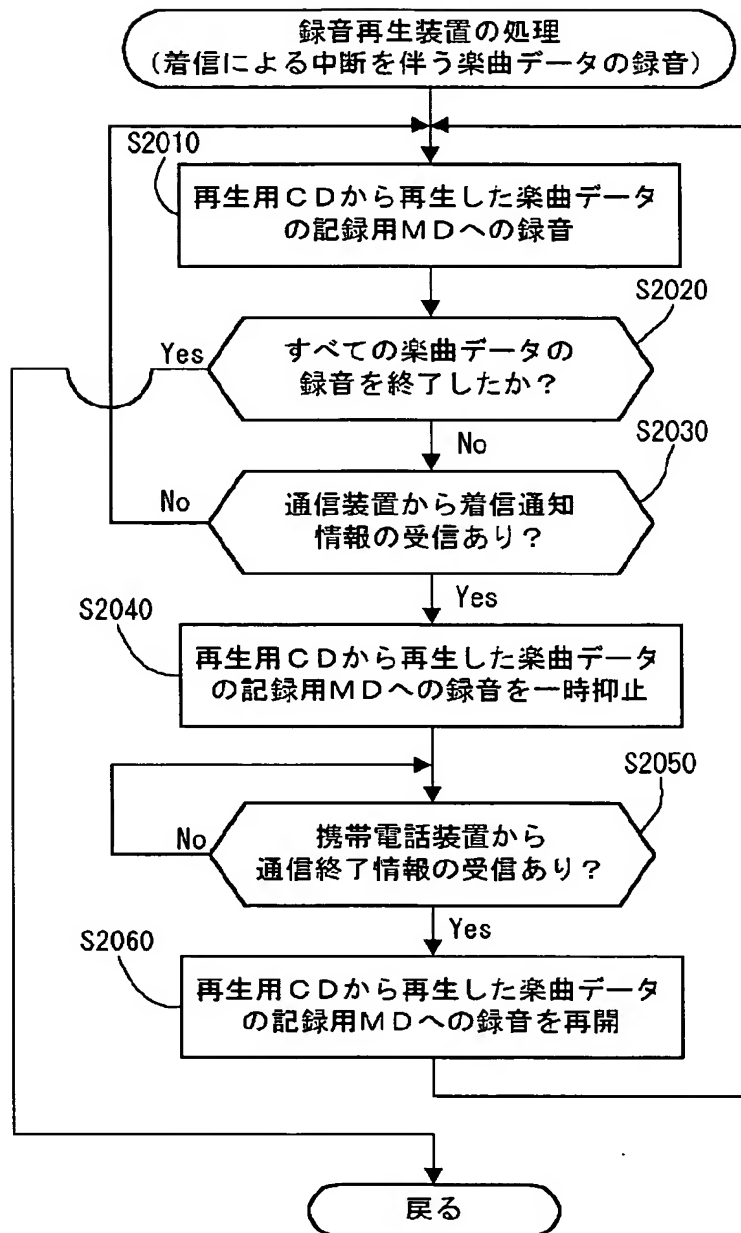 録音再生装置の処理
(着信による中断を伴う楽曲データの録音)
S2010
再生用CDから再生した楽曲データ
の記録用MDへの録音
S2020
すべての楽曲データの
録音を終了したか?
Yes
No
S2030
通信装置から着信通知
情報の受信あり?
No
Yes
S2040
再生用CDから再生した楽曲データ
の記録用MDへの録音を一時抑止
S2050
携帯電話装置から
通信終了情報の受信あり?
No
Yes
S2060
再生用CDから再生した楽曲データ
の記録用MDへの録音を再開
戻る